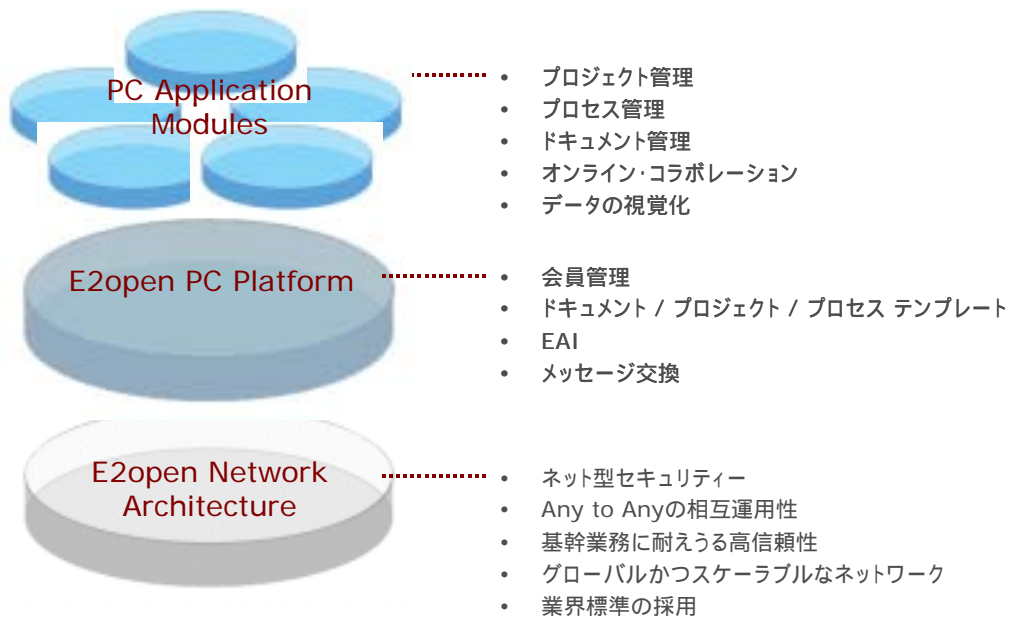 PC Application
Modules
• プロジェクト管理
• プロセス管理
• ドキュメント管理
• オンライン･コラボレーション
• データの視覚化
E2open PC Platform
• 会員管理
• ドキュメント / プロジェクト / プロセス テンプレート
• EAI
• メッセージ交換
E2open Network
Architecture
• ネット型セキュリティー
• Any to Anyの相互運用性
• 基幹業務に耐えうる高信頼性
• グローバルかつスケーラブルなネットワーク
• 業界標準の採用